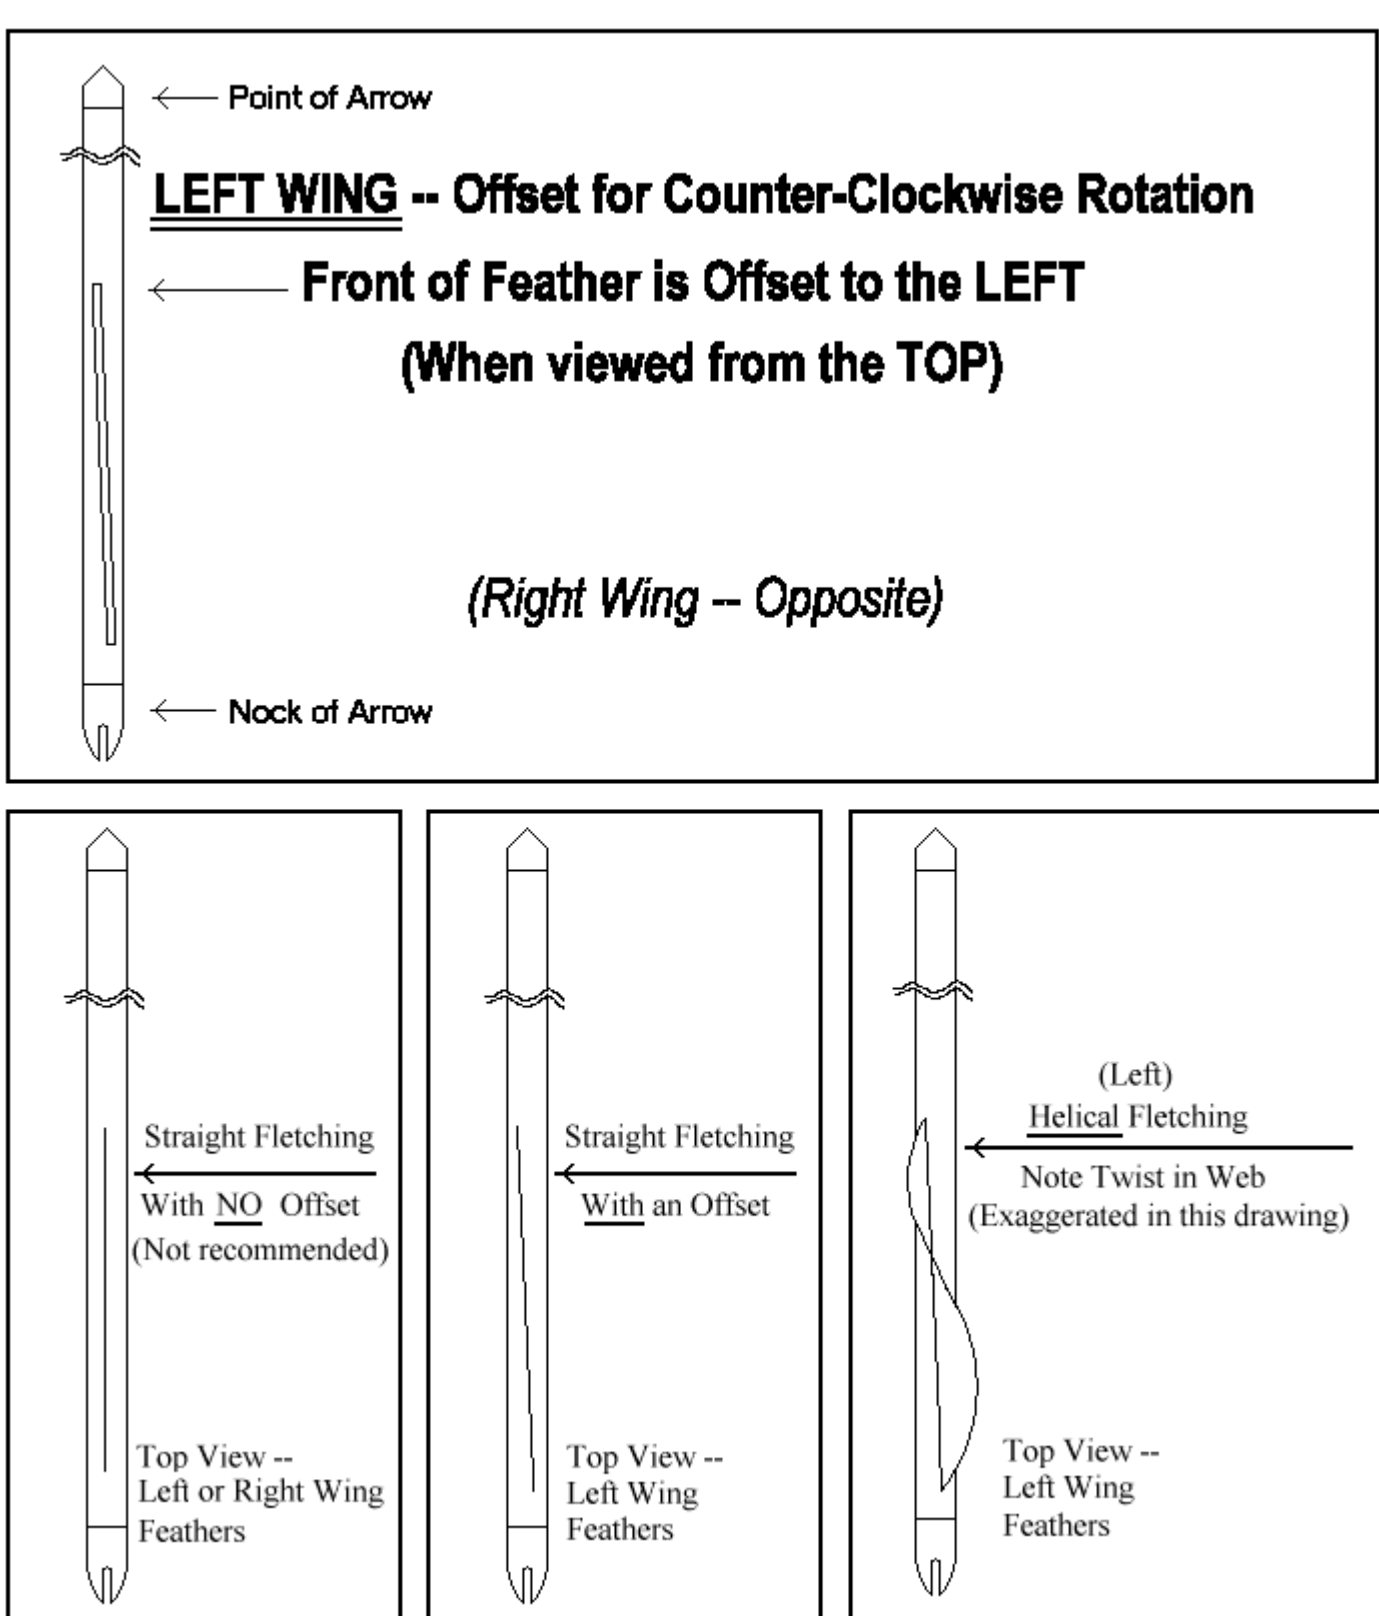 Point of Arrow
LEFT WING -- Offset for Counter-Clockwise Rotation
Front of Feather is Offset to the LEFT
(When viewed from the TOP)
(Right Wing -- Opposite)
Nock of Arrow
Straight Fletching
With NO Offset
(Not recommended)
Top View --
Left or Right Wing
Feathers
Straight Fletching
With an Offset
Top View --
Left Wing
Feathers
(Left)
Helical Fletching
Note Twist in Web
(Exaggerated in this drawing)
Top View --
Left Wing
Feathers